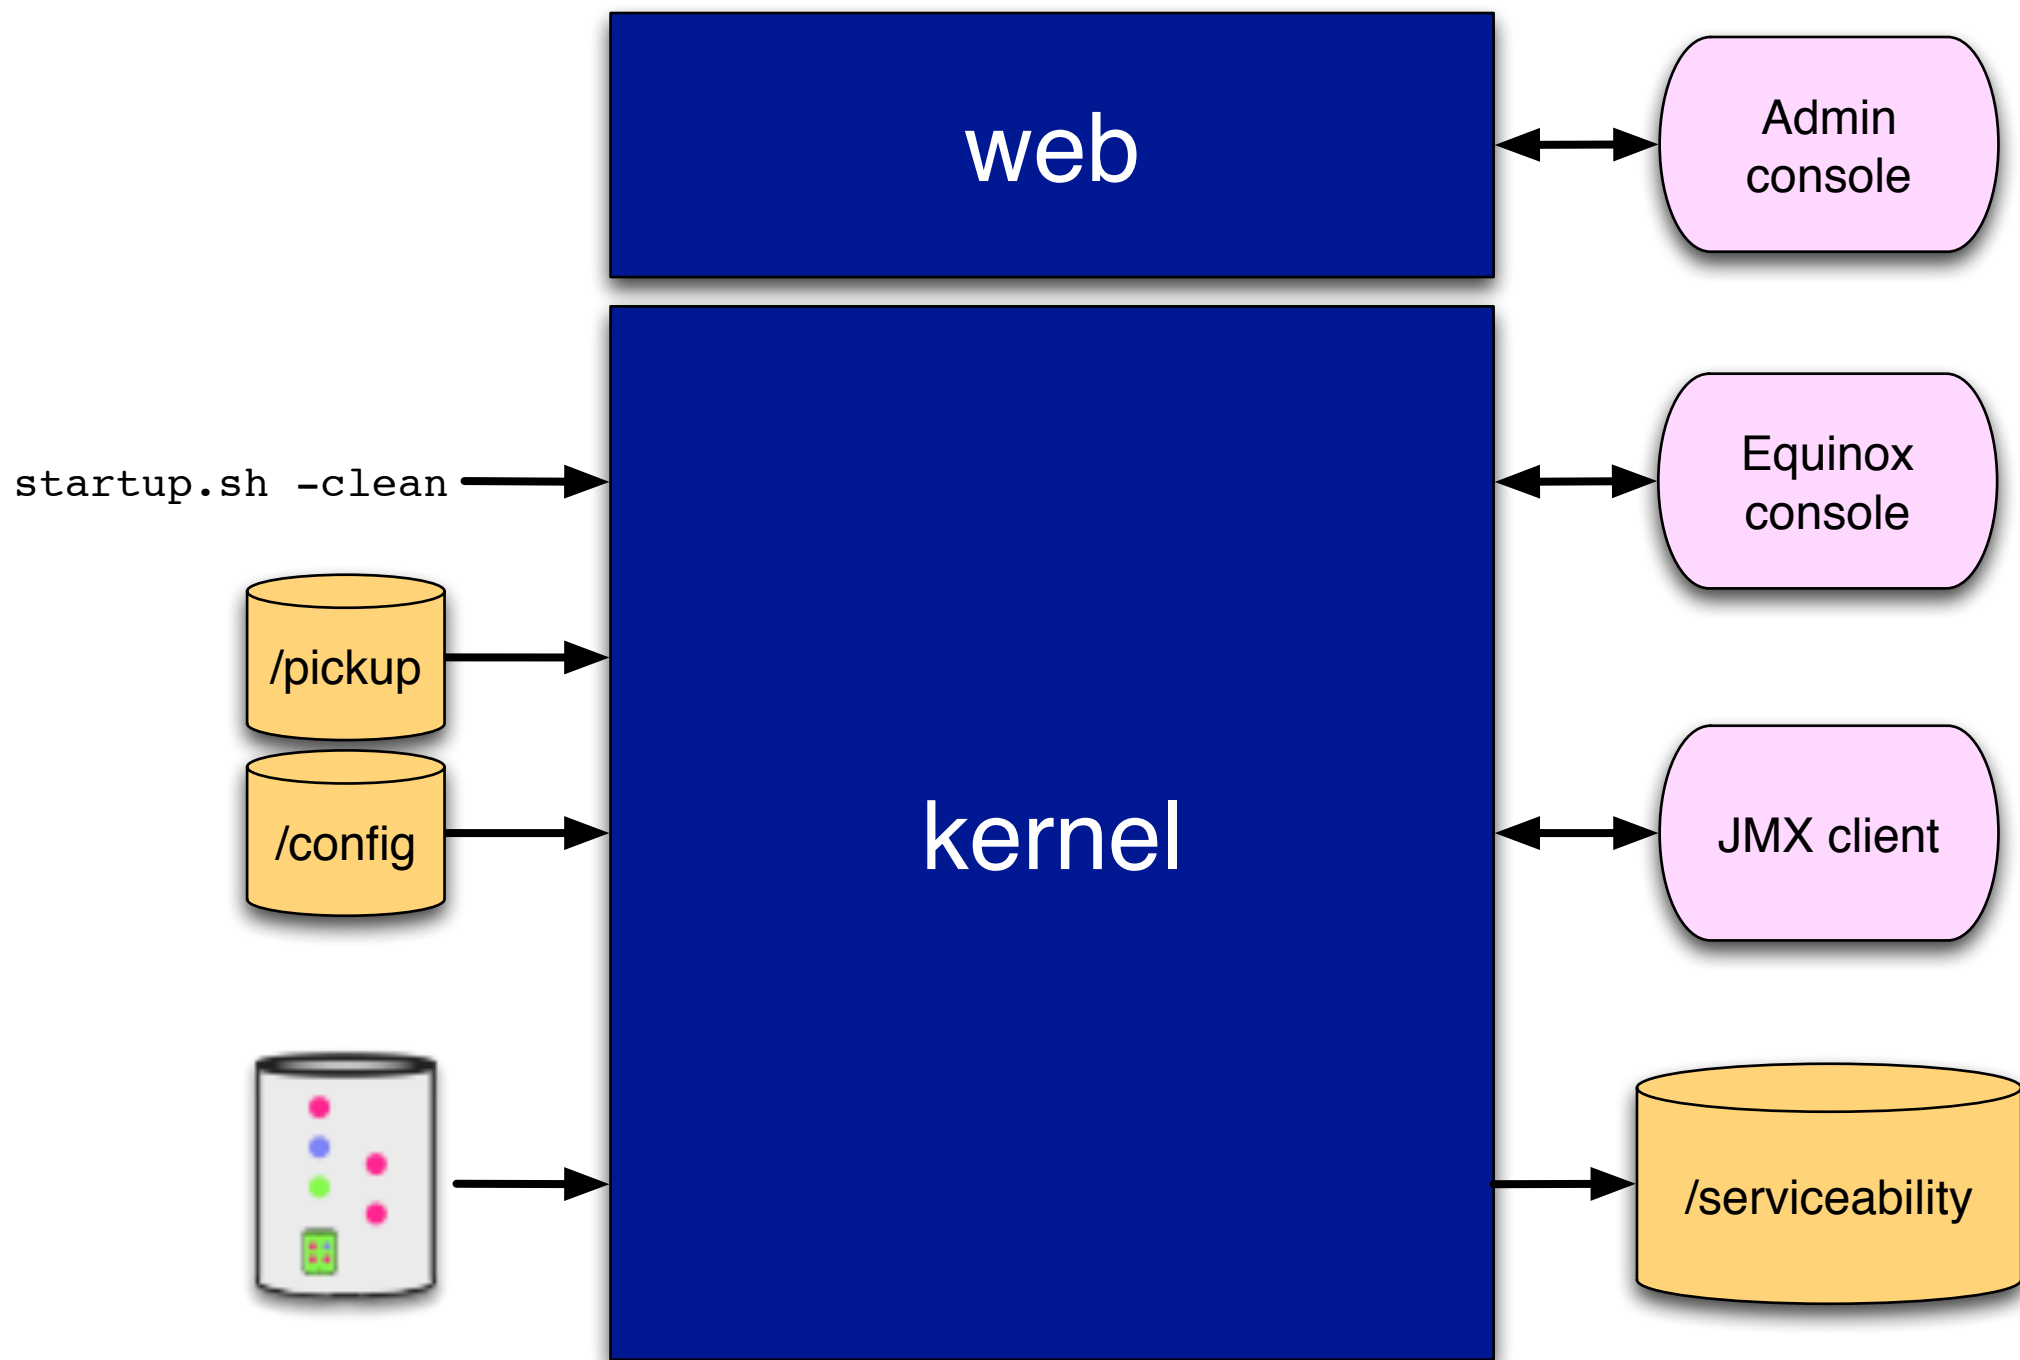 web
Admin
console
startup.sh -clean
Equinox
console
/pickup
/config
kernel
JMX client
/serviceability